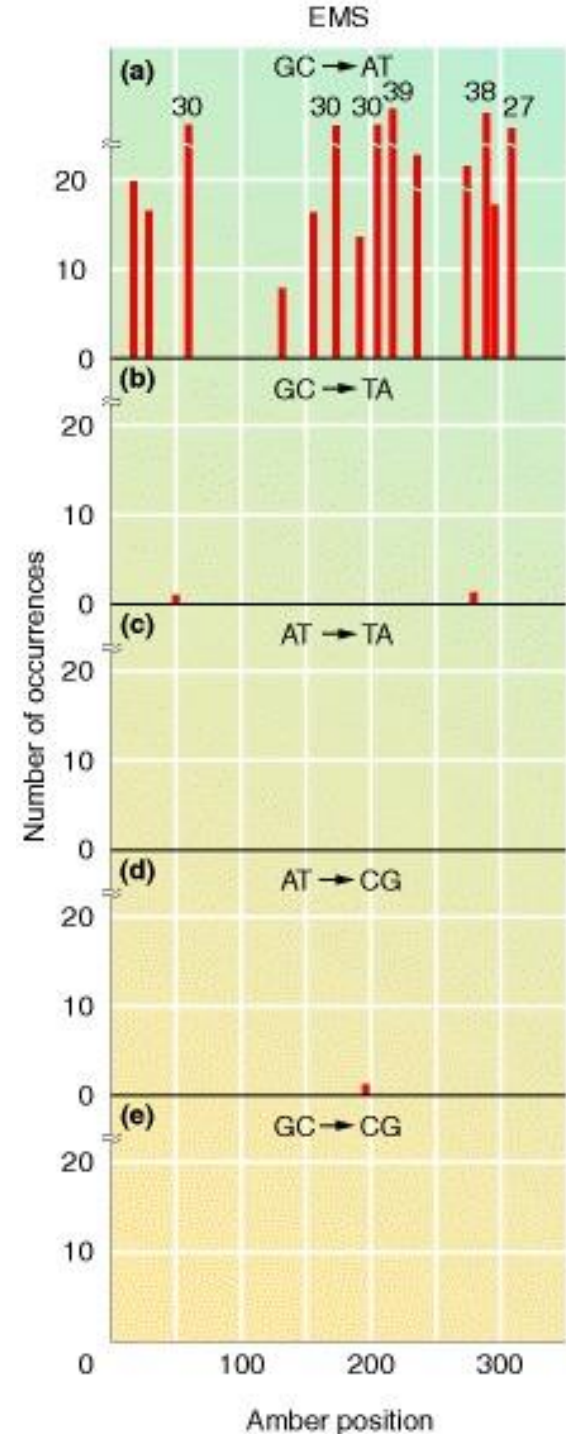 EMS
(a)
GC → AT
30
30
30
39
38
27
20
10
0
(b)
GC → TA
20
10
0
(c)
AT → TA
20
10
0
(d)
AT → CG
20
10
0
(e)
GC → CG
20
10
0 100 200 300
Number of occurrences
Amber position